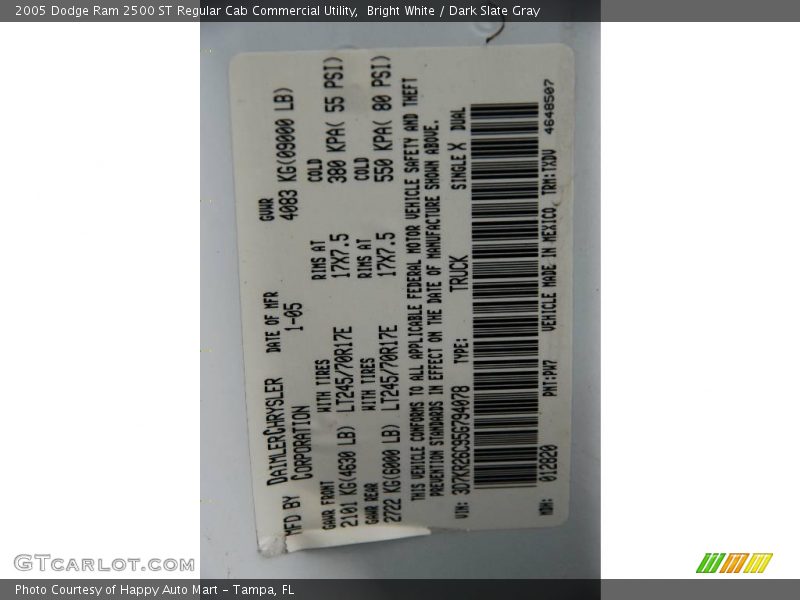 2005 Dodge Ram 2500 ST Regular Cab Commercial Utility,  Bright White / Dark Slate Gray
MFD BY DAIMLERCHRYSLER CORPORATION
DATE OF MFR
1-05
GVWR
4083 KG(09000 LB)
GAWR FRONT WITH TIRES RIMS AT COLD
2101 KG(4630 LB) LT245/70R17E 17X7.5 380 KPA( 55 PSI)
GAWR REAR WITH TIRES RIMS AT COLD
2722 KG(6000 LB) LT245/70R17E 17X7.5 550 KPA( 80 PSI)
THIS VEHICLE CONFORMS TO ALL APPLICABLE FEDERAL MOTOR VEHICLE SAFETY AND THEFT
PREVENTION STANDARDS IN EFFECT ON THE DATE OF MANUFACTURE SHOWN ABOVE.
VIN: 3D7KR26C95G794078 TYPE: TRUCK SINGLE X DUAL
MDH: 012820 PNT:PW7 VEHICLE MADE IN MEXICO TRM:TXDV 4648507
GTCARLOT.COM
Photo Courtesy of Happy Auto Mart – Tampa, FL